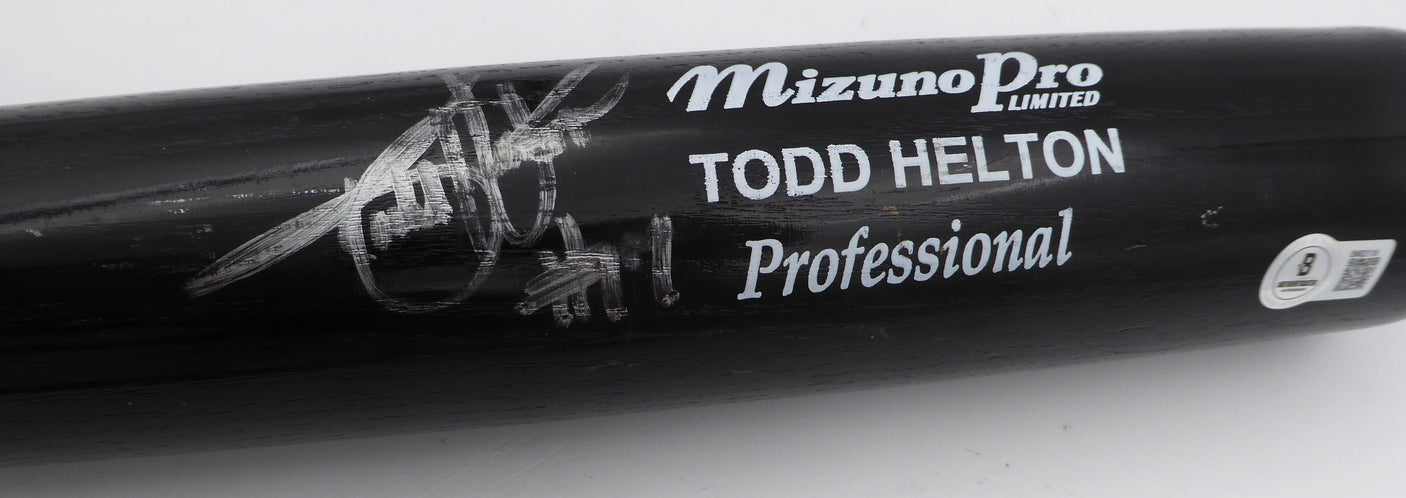 Mizuno Pro
LIMITED
TODD HELTON
Professional
B